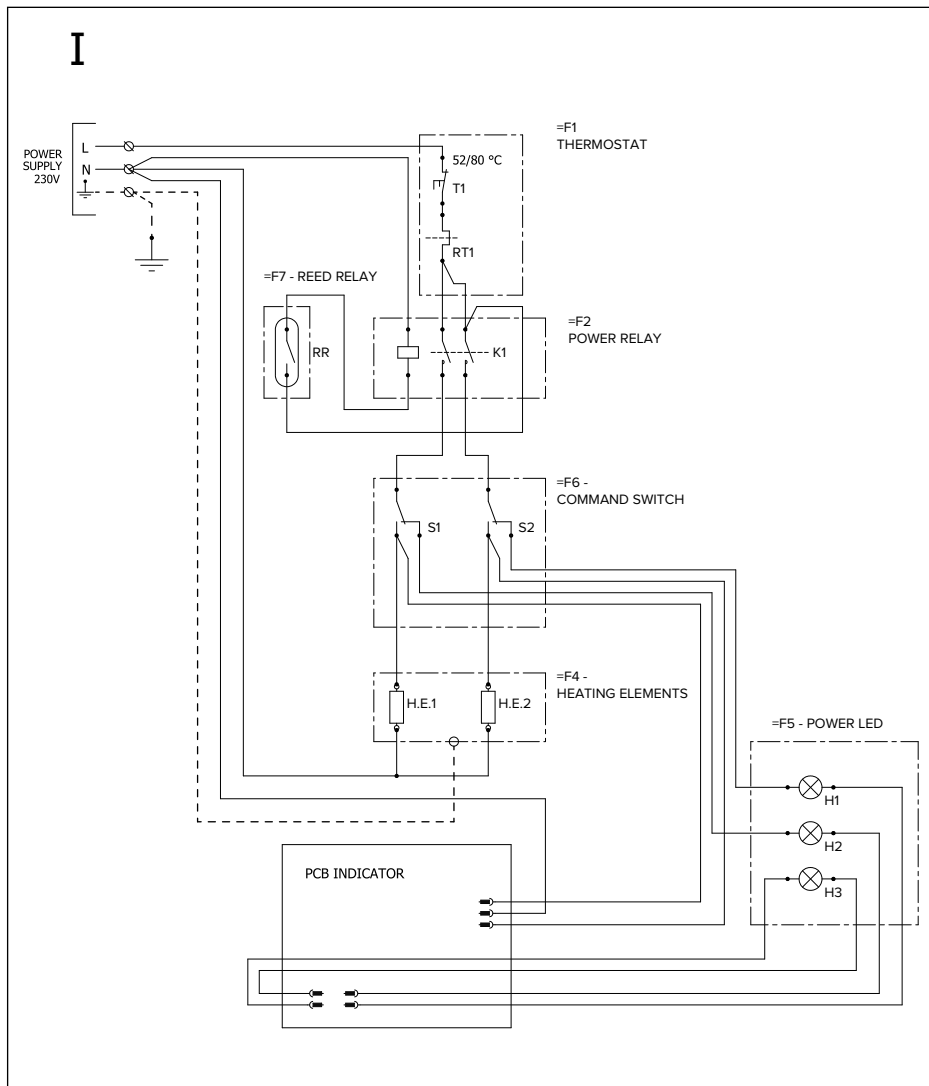 I
=F1
THERMOSTAT
POWER
SUPPLY
230V
L
N
52/80 °C
T1
RT1
=F7 - REED RELAY
RR
=F2
POWER RELAY
K1
=F6 -
COMMAND SWITCH
S1
S2
=F4 -
HEATING ELEMENTS
H.E.1
H.E.2
=F5 - POWER LED
H1
H2
H3
PCB INDICATOR